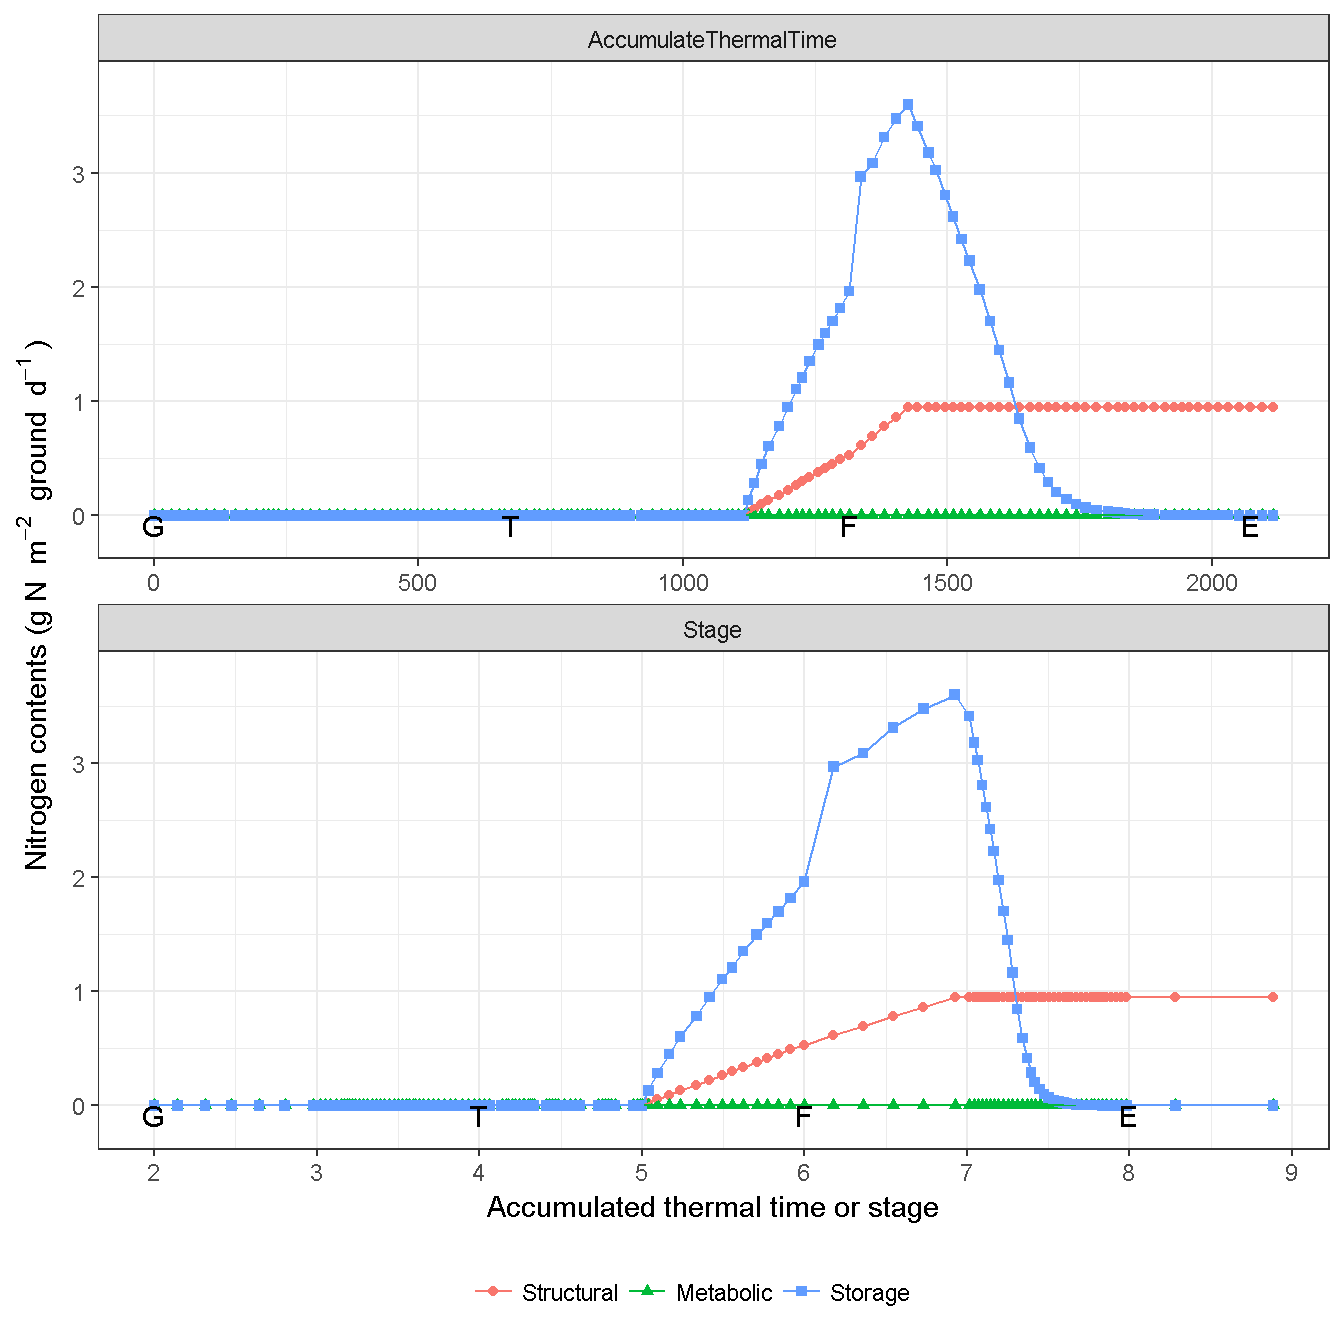 AccumulateThermalTime
3
2
1
0
G T F E
0 500 1000 1500 2000
Stage
3
2
1
0
G T F E
2 3 4 5 6 7 8 9
Nitrogen contents (g N m⁻² ground d⁻¹)
Accumulated thermal time or stage
Structural Metabolic Storage